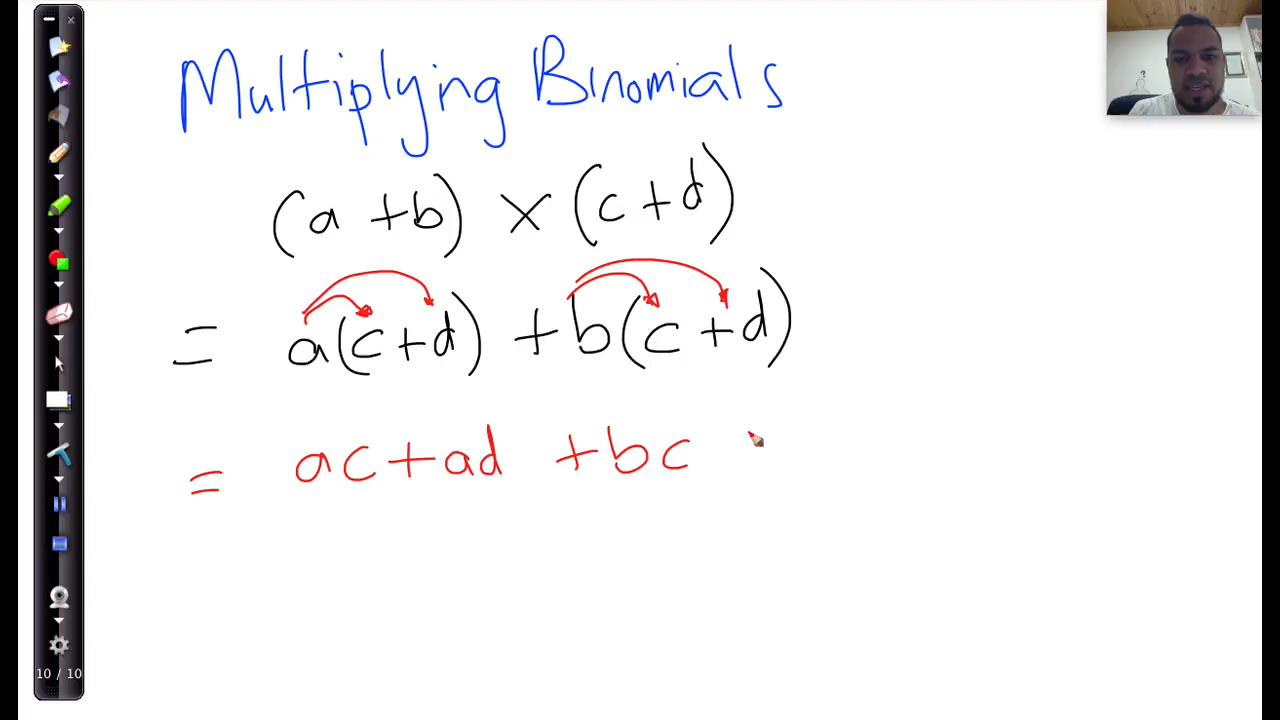 Multiplying Binomials
(a + b) × (c + d)
= a(c + d) + b(c + d)
= ac + ad + bc
10 / 10